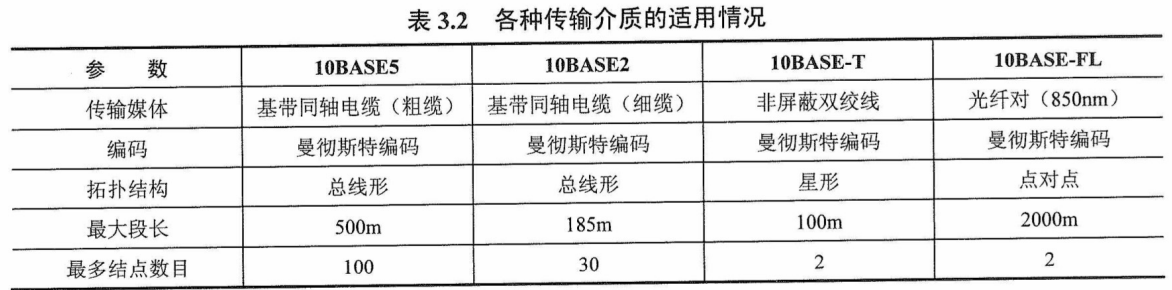 表 3.2 各种传输介质的适用情况
参 数 10BASE5 10BASE2 10BASE-T 10BASE-FL
传输媒体 基带同轴电缆（粗缆） 基带同轴电缆（细缆） 非屏蔽双绞线 光纤对（850nm）
编码 曼彻斯特编码 曼彻斯特编码 曼彻斯特编码 曼彻斯特编码
拓扑结构 总线形 总线形 星形 点对点
最大段长 500m 185m 100m 2000m
最多结点数目 100 30 2 2